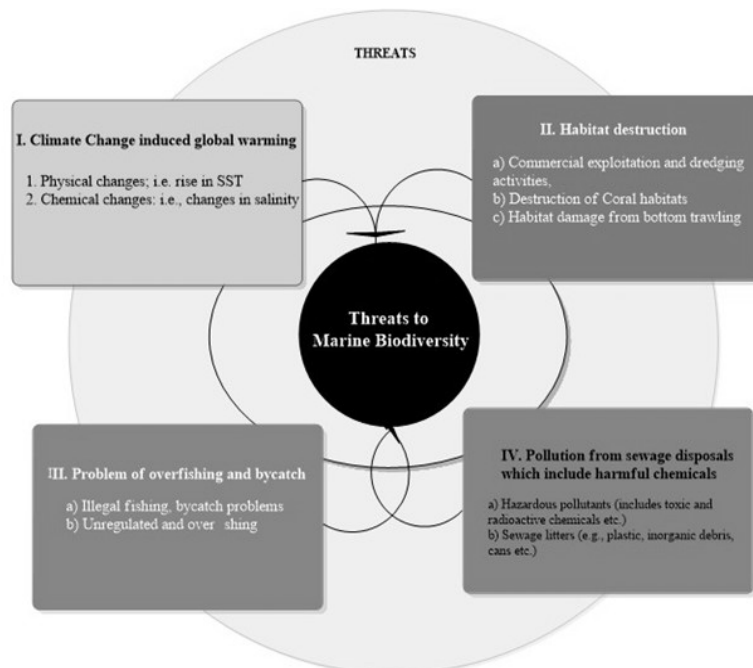 THREATS
I. Climate Change induced global warming
1. Physical changes; i.e. rise in SST
2. Chemical changes: i.e., changes in salinity
II. Habitat destruction
a) Commercial exploitation and dredging
activities,
b) Destruction of Coral habitats
c) Habitat damage from bottom trawling
Threats to
Marine Biodiversity
III. Problem of overfishing and bycatch
a) Illegal fishing, bycatch problems
b) Unregulated and over shing
IV. Pollution from sewage disposals
which include harmful chemicals
a) Hazardous pollutants (includes toxic and
radioactive chemicals etc.)
b) Sewage litters (e.g., plastic, inorganic debris,
cans etc.)